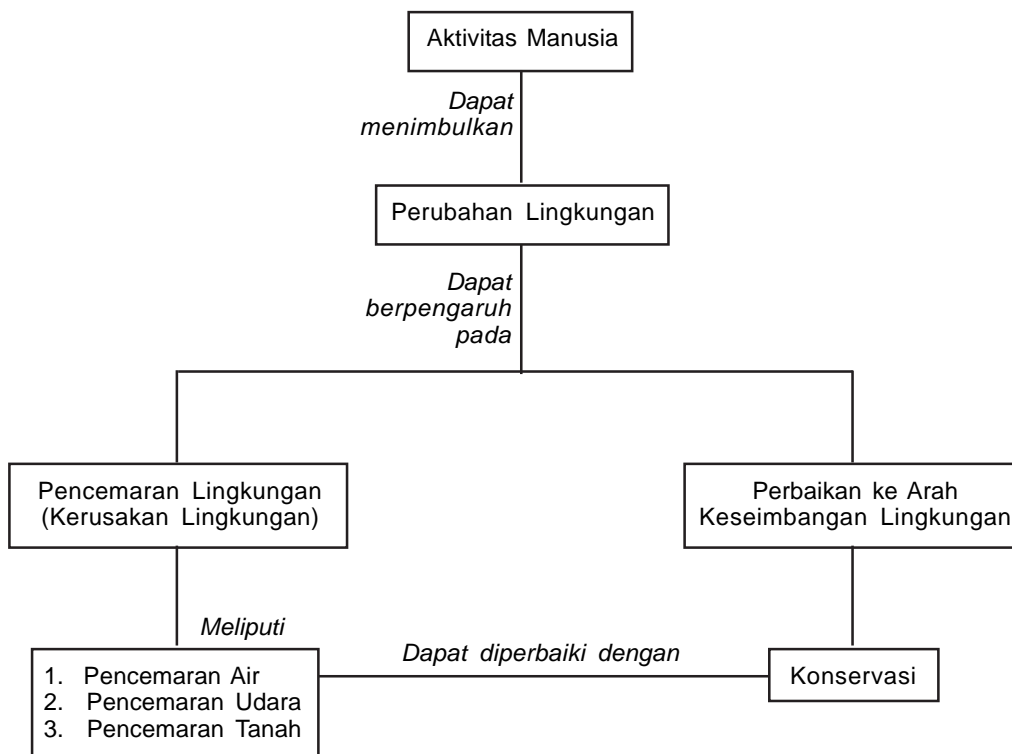 Aktivitas Manusia
Dapat
menimbulkan
Perubahan Lingkungan
Dapat
berpengaruh
pada
Pencemaran Lingkungan
(Kerusakan Lingkungan)
Perbaikan ke Arah
Keseimbangan Lingkungan
Meliputi
Dapat diperbaiki dengan
1. Pencemaran Air
2. Pencemaran Udara
3. Pencemaran Tanah
Konservasi